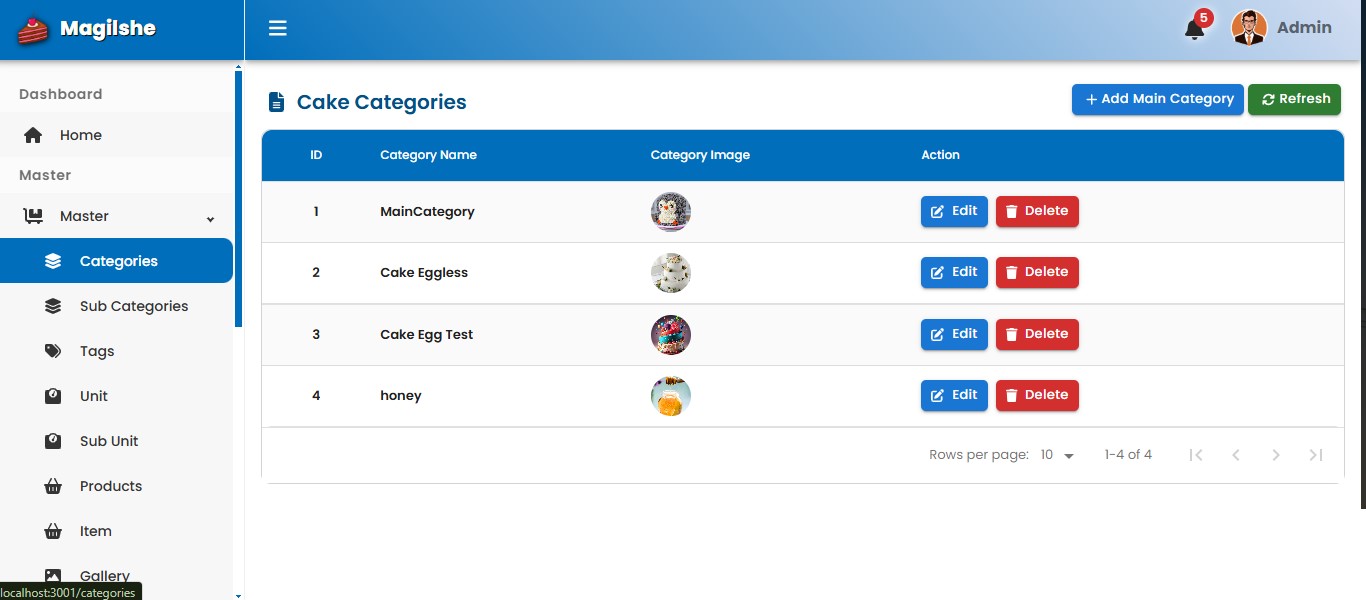 Magilshe
5
Admin
Dashboard
Home
Master
Master
Categories
Sub Categories
Tags
Unit
Sub Unit
Products
Item
Gallery
localhost:3001/categories
Cake Categories
+ Add Main Category
Refresh
ID Category Name Category Image Action
1 MainCategory Edit Delete
2 Cake Eggless Edit Delete
3 Cake Egg Test Edit Delete
4 honey Edit Delete
Rows per page: 10 1-4 of 4